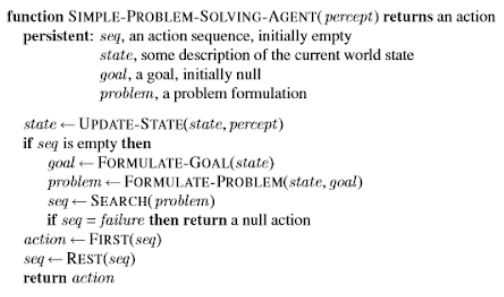 function SIMPLE-PROBLEM-SOLVING-AGENT(percept) returns an action
persistent: seq, an action sequence, initially empty
state, some description of the current world state
goal, a goal, initially null
problem, a problem formulation
state ← UPDATE-STATE(state, percept)
if seq is empty then
goal ← FORMULATE-GOAL(state)
problem ← FORMULATE-PROBLEM(state, goal)
seq ← SEARCH(problem)
if seq = failure then return a null action
action ← FIRST(seq)
seq ← REST(seq)
return action